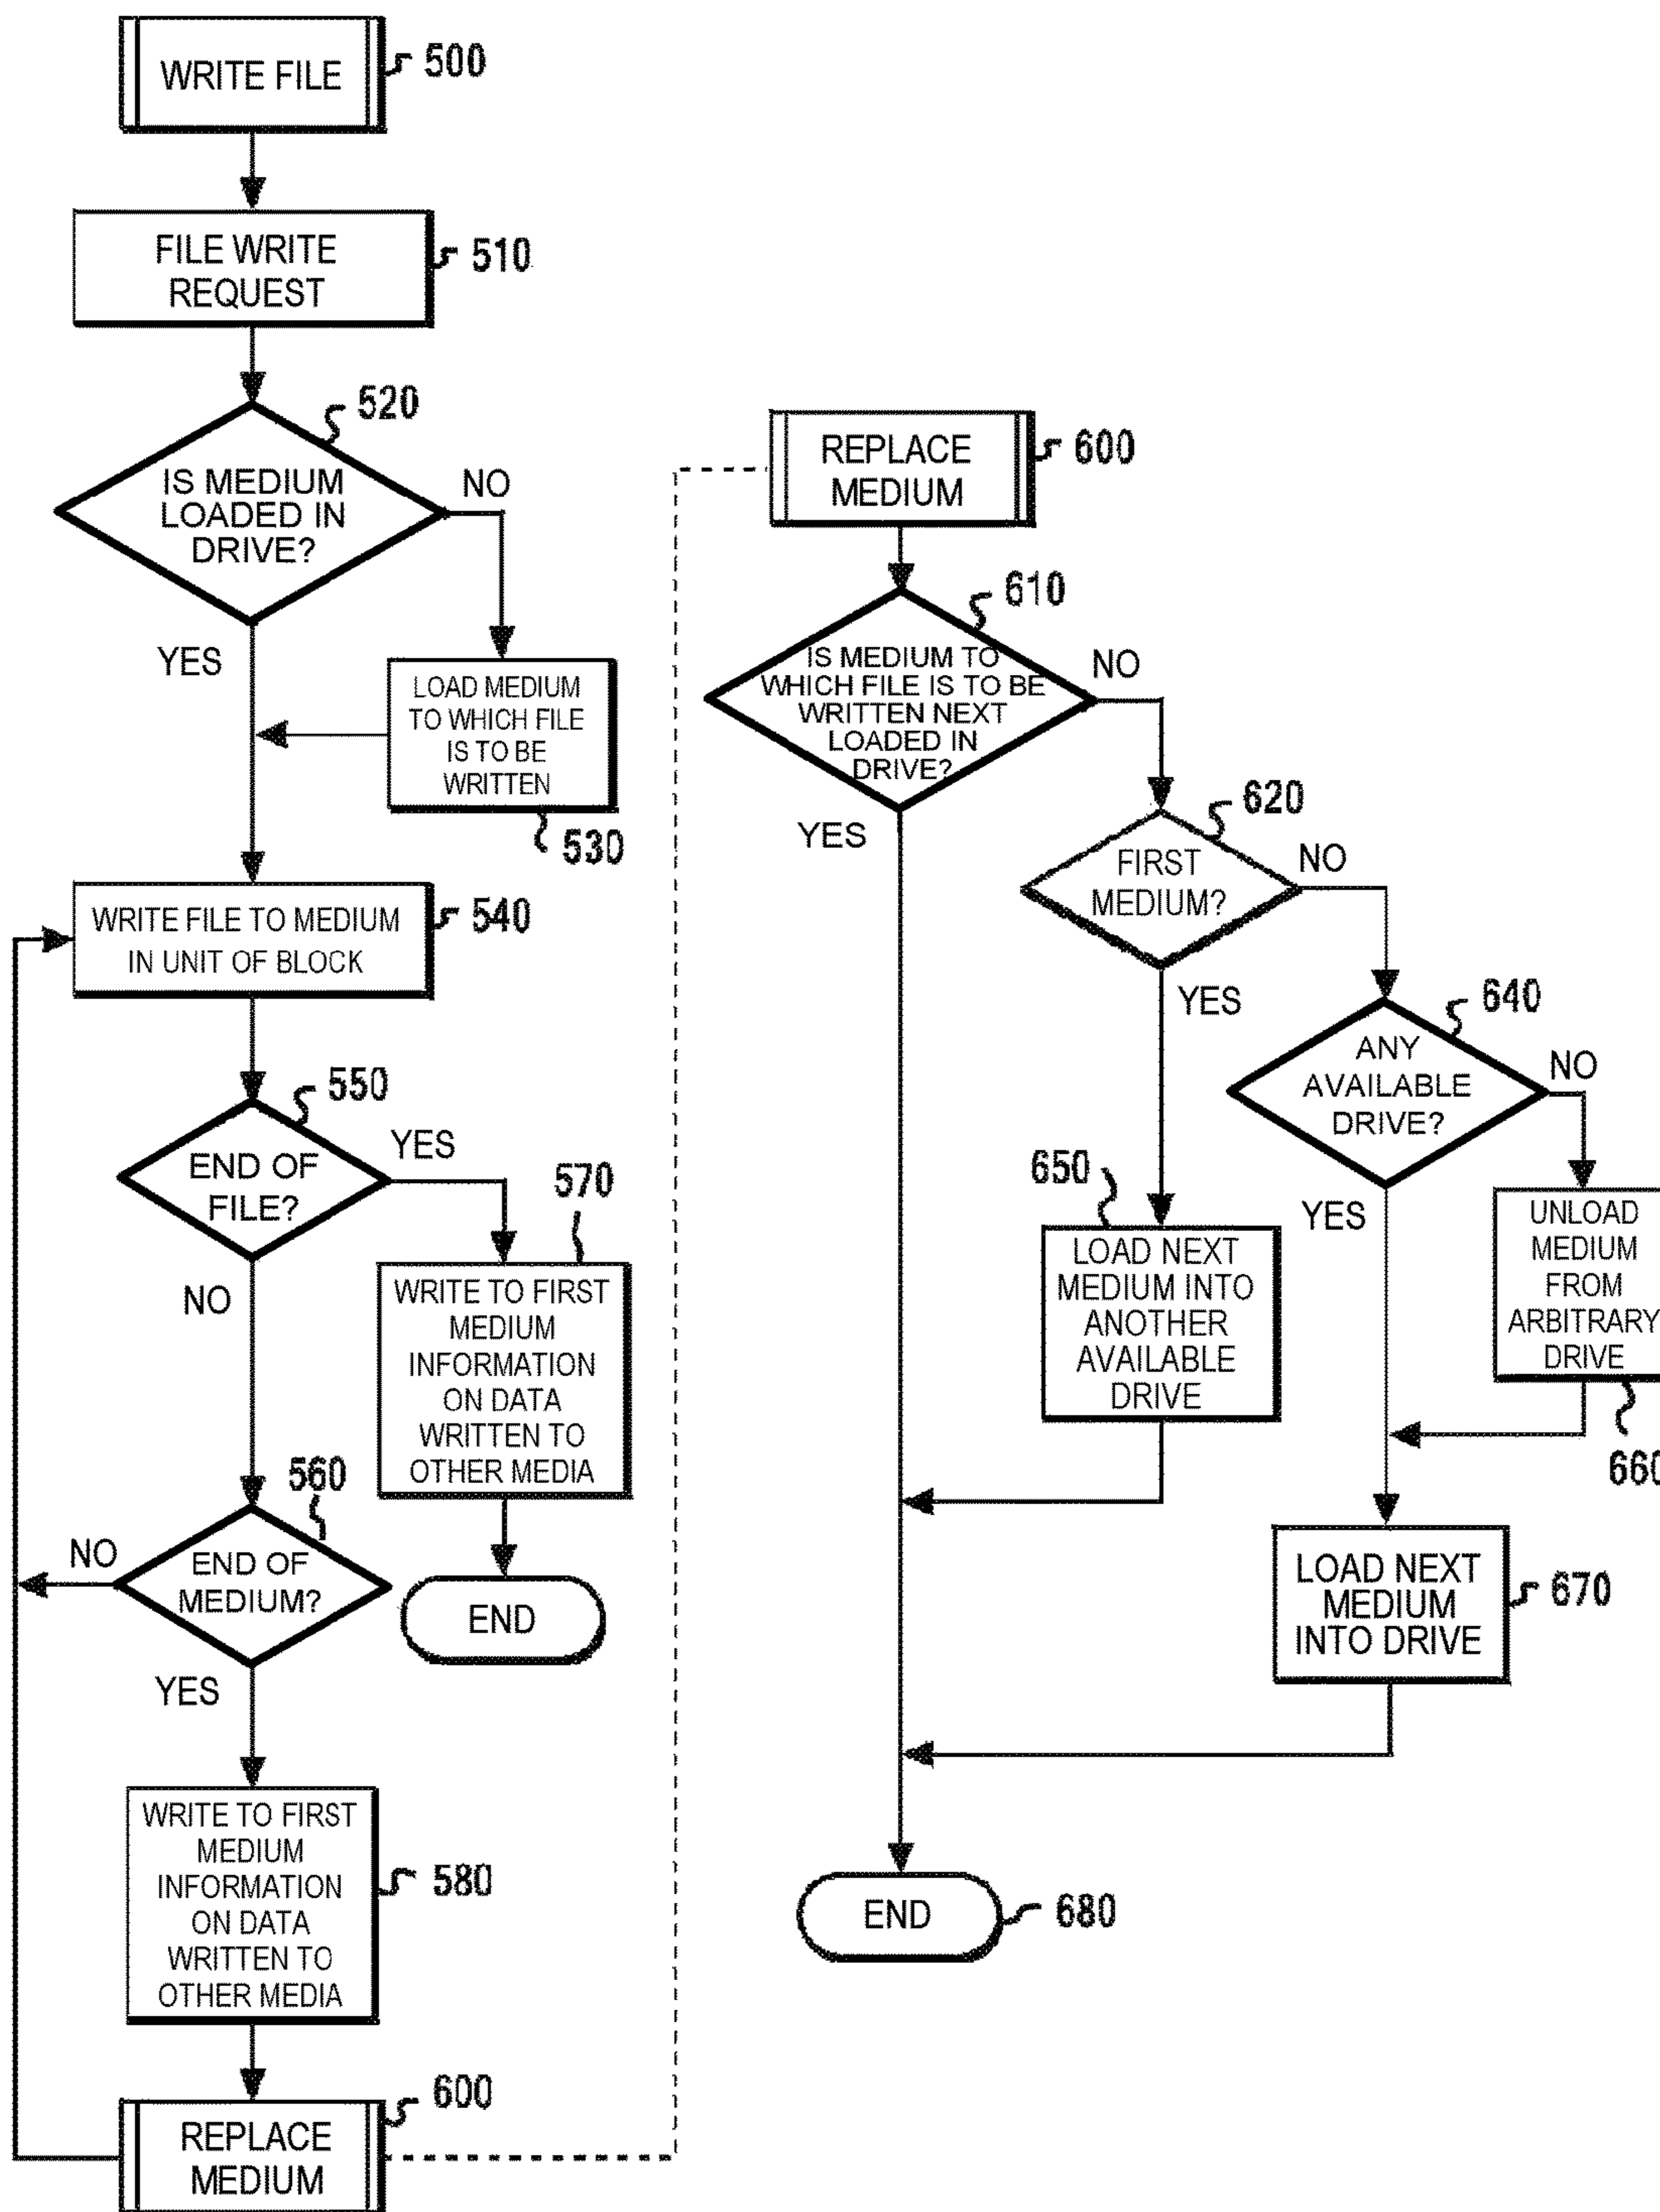 WRITE FILE
500
FILE WRITE
REQUEST
510
520
IS MEDIUM
LOADED IN
DRIVE?
NO
YES
LOAD MEDIUM
TO WHICH FILE
IS TO BE
WRITTEN
530
WRITE FILE TO MEDIUM
IN UNIT OF BLOCK
540
550
END OF
FILE?
YES
NO
570
WRITE TO FIRST
MEDIUM
INFORMATION
ON DATA
WRITTEN TO
OTHER MEDIA
END
560
END OF
MEDIUM?
NO
YES
WRITE TO FIRST
MEDIUM
INFORMATION
ON DATA
WRITTEN TO
OTHER MEDIA
580
REPLACE
MEDIUM
600
REPLACE
MEDIUM
600
610
IS MEDIUM TO
WHICH FILE IS TO BE
WRITTEN NEXT
LOADED IN
DRIVE?
NO
YES
620
FIRST
MEDIUM?
NO
YES
640
ANY
AVAILABLE
DRIVE?
NO
YES
650
LOAD NEXT
MEDIUM INTO
ANOTHER
AVAILABLE
DRIVE
UNLOAD
MEDIUM
FROM
ARBITRARY
DRIVE
660
LOAD NEXT
MEDIUM
INTO DRIVE
670
END
680